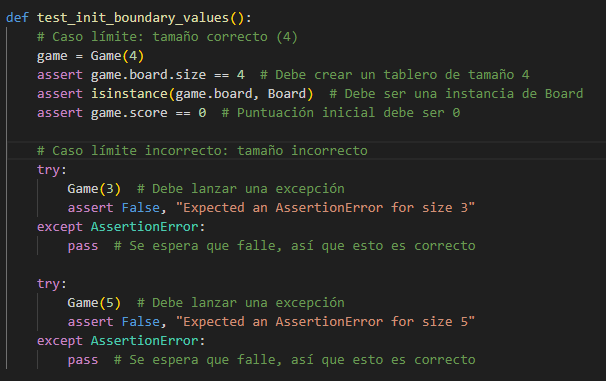 def test_init_boundary_values():
    # Caso límite: tamaño correcto (4)
    game = Game(4)
    assert game.board.size == 4  # Debe crear un tablero de tamaño 4
    assert isinstance(game.board, Board)  # Debe ser una instancia de Board
    assert game.score == 0  # Puntuación inicial debe ser 0

    # Caso límite incorrecto: tamaño incorrecto
    try:
        Game(3)  # Debe lanzar una excepción
        assert False, "Expected an AssertionError for size 3"
    except AssertionError:
        pass  # Se espera que falle, así que esto es correcto

    try:
        Game(5)  # Debe lanzar una excepción
        assert False, "Expected an AssertionError for size 5"
    except AssertionError:
        pass  # Se espera que falle, así que esto es correcto